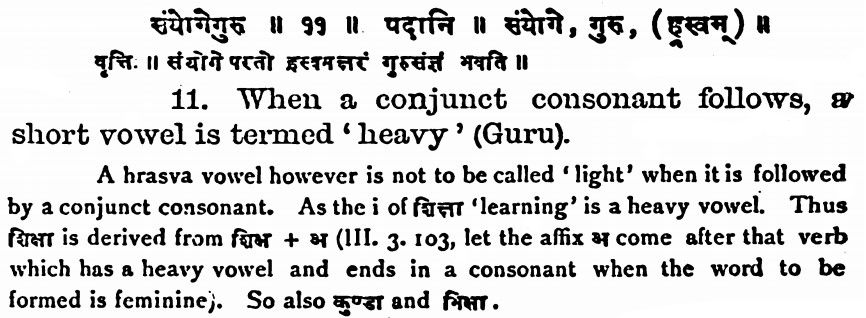 संयोगेगुरु ॥ ११ ॥ पदानि ॥ संयोगे, गुरु, (ह्रस्वम्) ॥
वृत्तिः ॥ संयोगे परतो ह्रस्वमक्षरं गुरुसंज्ञं भवति ॥
11. When a conjunct consonant follows, a
short vowel is termed ‘ heavy ’ (Guru).
A hrasva vowel however is not to be called ‘ light ’ when it is followed
by a conjunct consonant. As the i of शिक्षा ‘learning’ is a heavy vowel. Thus
शिक्षा is derived from शिक्ष + अ (III. 3. 103, let the affix अ come after that verb
which has a heavy vowel and ends in a consonant when the word to be
formed is feminine). So also कुण्डा and भिक्षा.